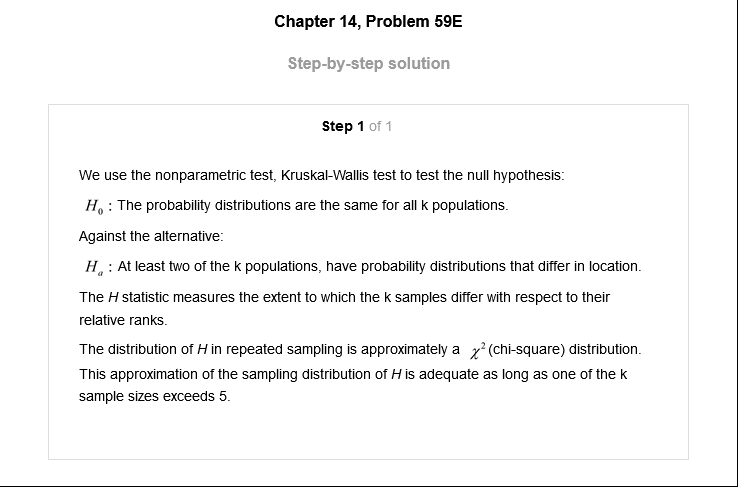 Chapter 14, Problem 59E
Step-by-step solution
Step 1 of 1
We use the nonparametric test, Kruskal-Wallis test to test the null hypothesis:
H₀ : The probability distributions are the same for all k populations.
Against the alternative:
Hₐ : At least two of the k populations, have probability distributions that differ in location.
The H statistic measures the extent to which the k samples differ with respect to their
relative ranks.
The distribution of H in repeated sampling is approximately a χ² (chi-square) distribution.
This approximation of the sampling distribution of H is adequate as long as one of the k
sample sizes exceeds 5.